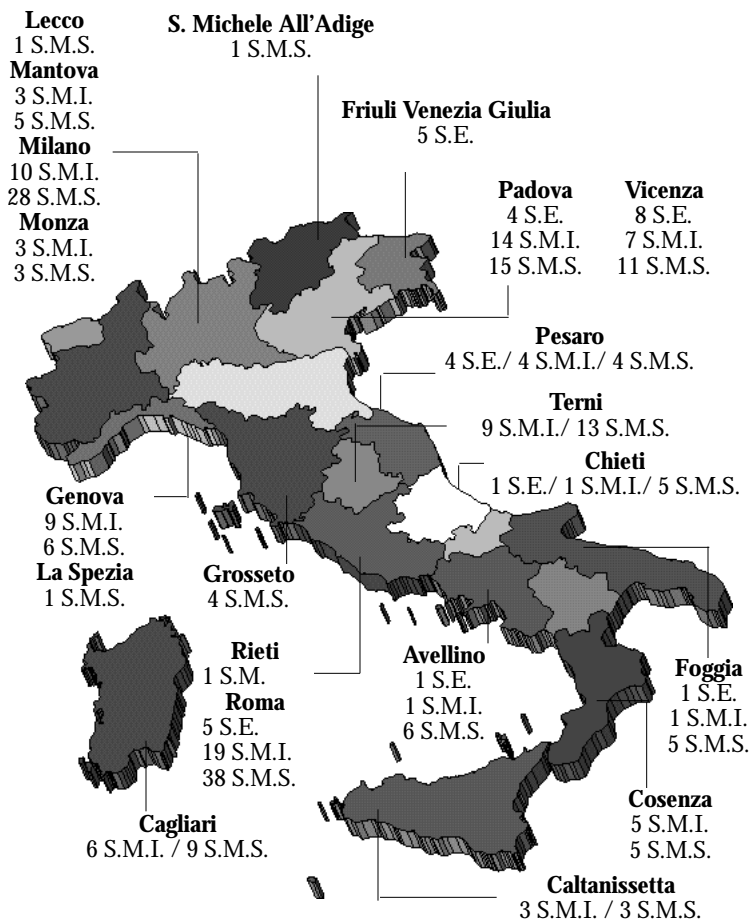 Lecco
1 S.M.S.
Mantova
3 S.M.I.
5 S.M.S.
Milano
10 S.M.I.
28 S.M.S.
Monza
3 S.M.I.
3 S.M.S.
S. Michele All'Adige
1 S.M.S.
Friuli Venezia Giulia
5 S.E.
Padova
4 S.E.
14 S.M.I.
15 S.M.S.
Vicenza
8 S.E.
7 S.M.I.
11 S.M.S.
Pesaro
4 S.E./ 4 S.M.I./ 4 S.M.S.
Terni
9 S.M.I./ 13 S.M.S.
Chieti
1 S.E./ 1 S.M.I./ 5 S.M.S.
Genova
9 S.M.I.
6 S.M.S.
La Spezia
1 S.M.S.
Grosseto
4 S.M.S.
Rieti
1 S.M.
Roma
5 S.E.
19 S.M.I.
38 S.M.S.
Avellino
1 S.E.
1 S.M.I.
6 S.M.S.
Foggia
1 S.E.
1 S.M.I.
5 S.M.S.
Cosenza
5 S.M.I.
5 S.M.S.
Cagliari
6 S.M.I. / 9 S.M.S.
Caltanissetta
3 S.M.I. / 3 S.M.S.